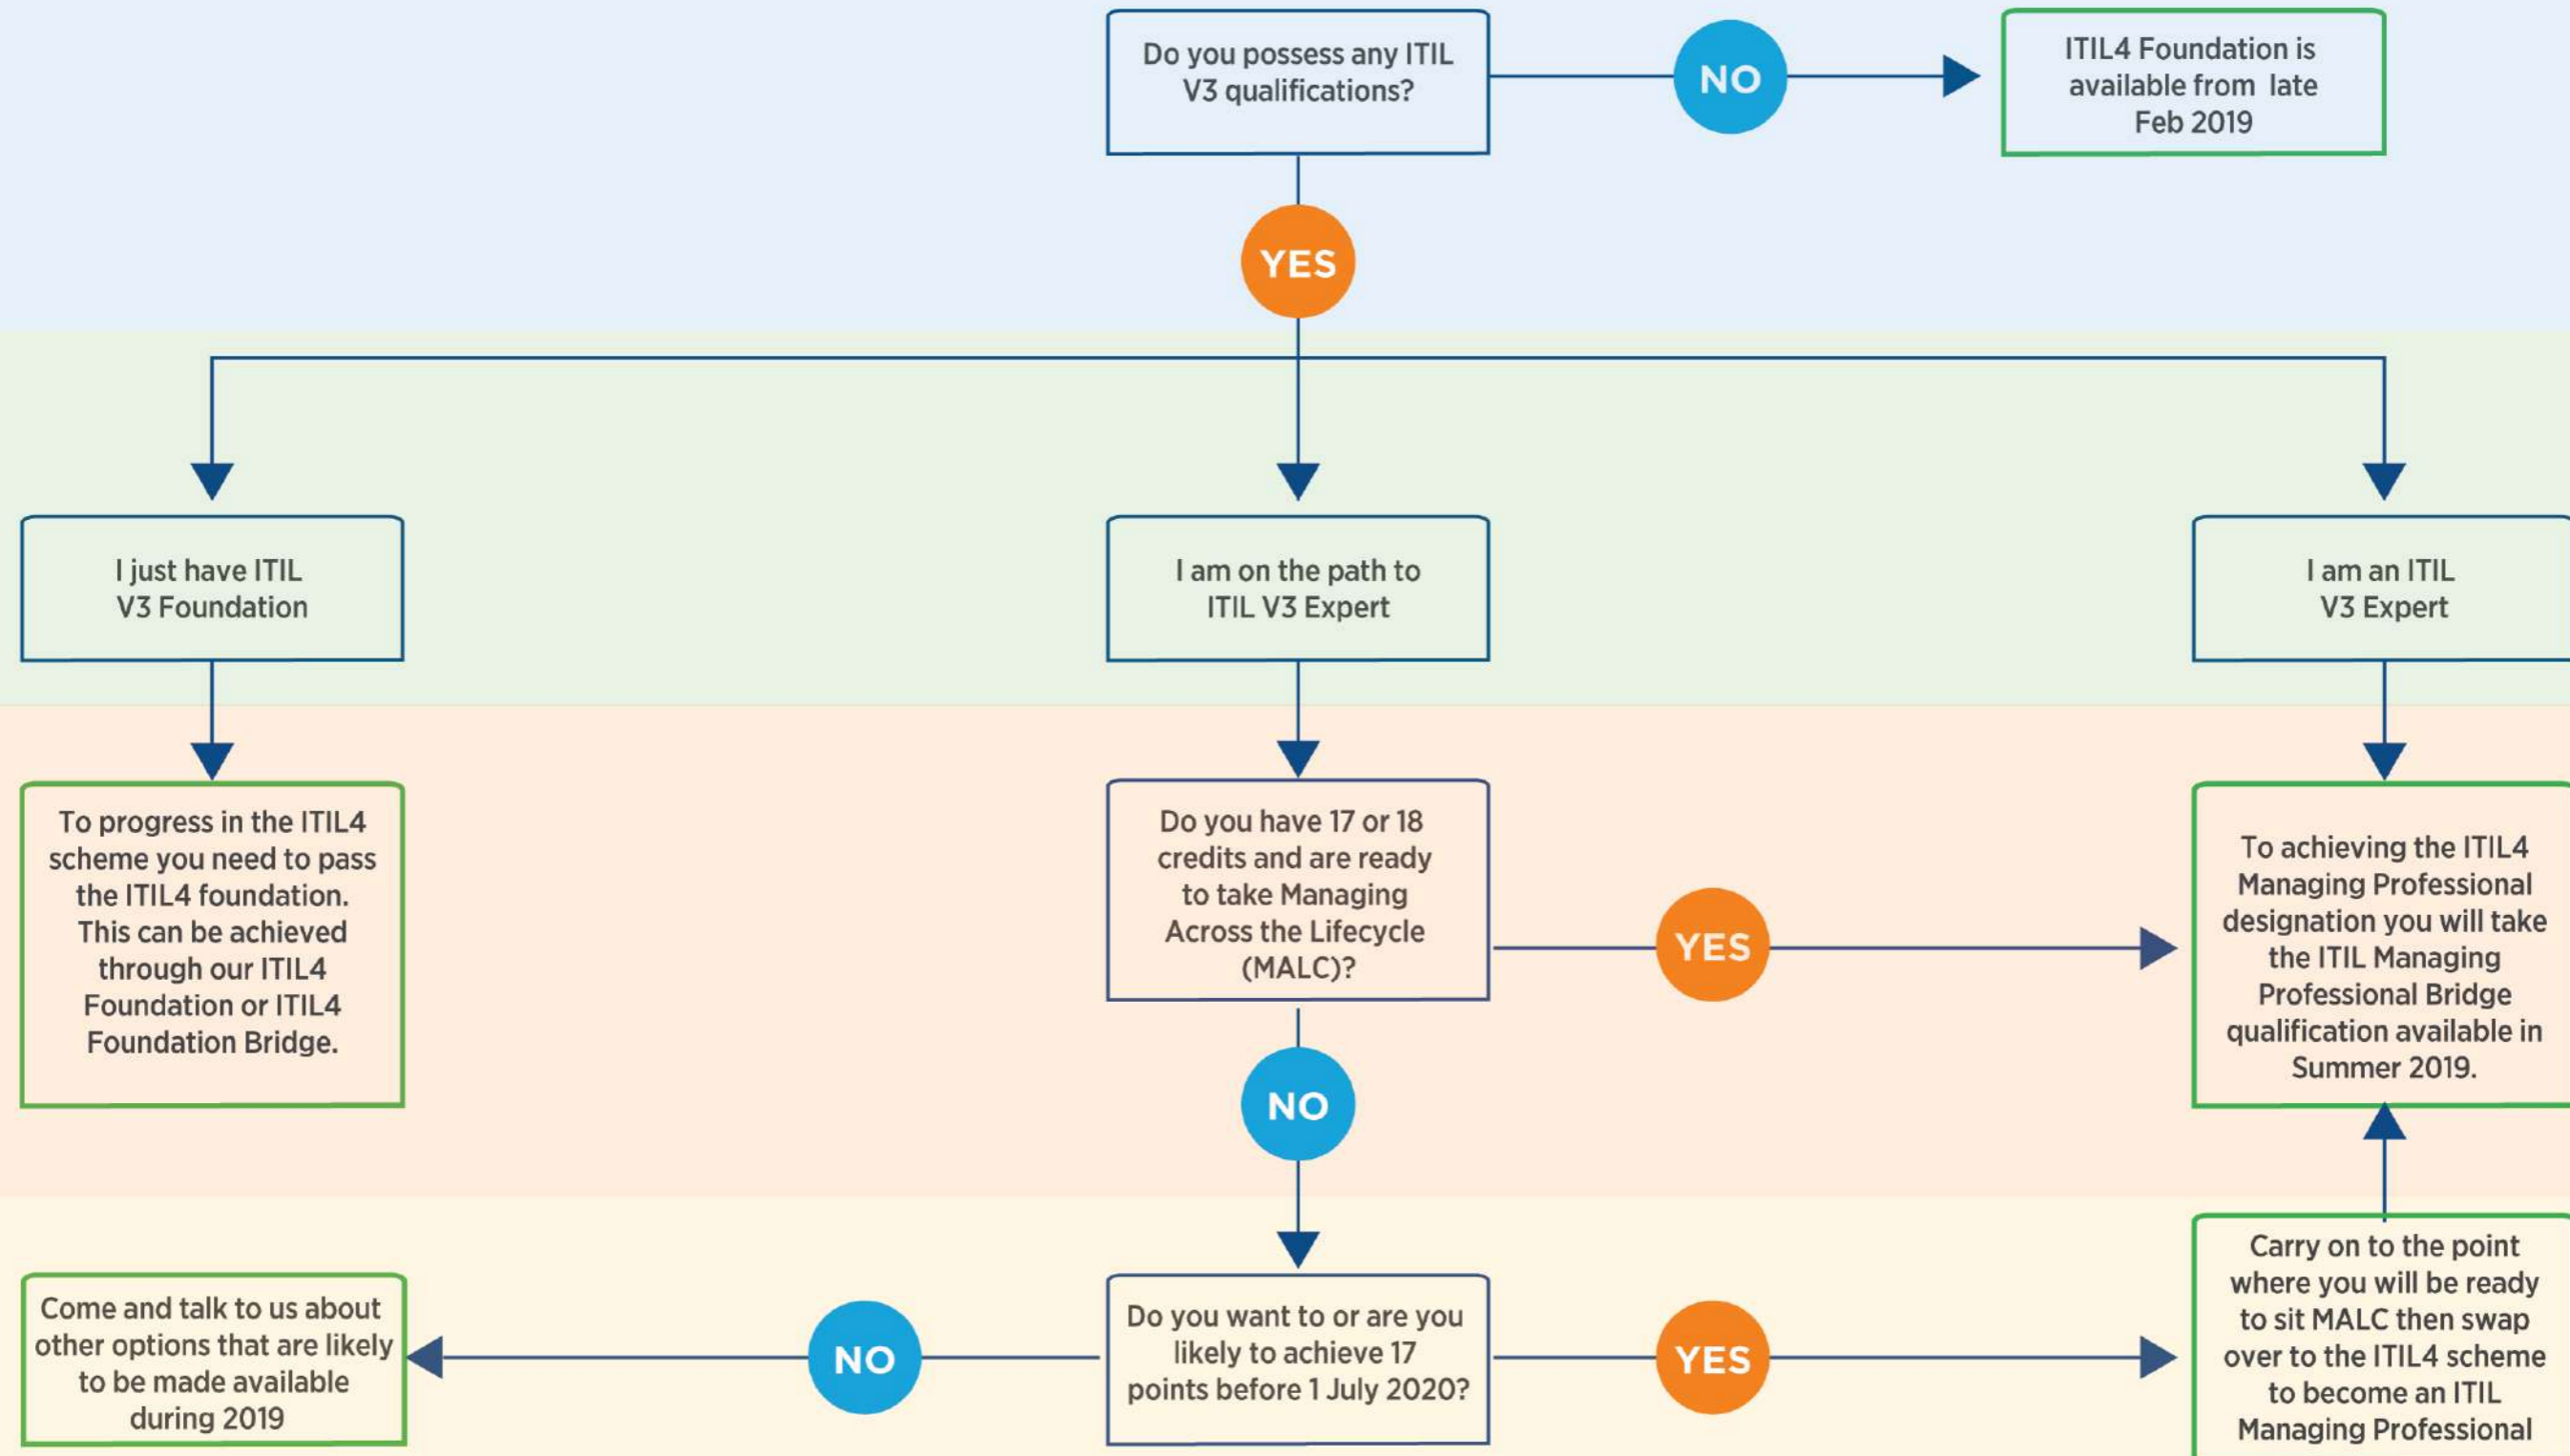 Do you possess any ITIL
V3 qualifications?
NO
ITIL4 Foundation is
available from late
Feb 2019
YES
I just have ITIL
V3 Foundation
I am on the path to
ITIL V3 Expert
I am an ITIL
V3 Expert
To progress in the ITIL4
scheme you need to pass
the ITIL4 foundation.
This can be achieved
through our ITIL4
Foundation or ITIL4
Foundation Bridge.
Do you have 17 or 18
credits and are ready
to take Managing
Across the Lifecycle
(MALC)?
YES
To achieving the ITIL4
Managing Professional
designation you will take
the ITIL Managing
Professional Bridge
qualification available in
Summer 2019.
NO
Come and talk to us about
other options that are likely
to be made available
during 2019
NO
Do you want to or are you
likely to achieve 17
points before 1 July 2020?
YES
Carry on to the point
where you will be ready
to sit MALC then swap
over to the ITIL4 scheme
to become an ITIL
Managing Professional